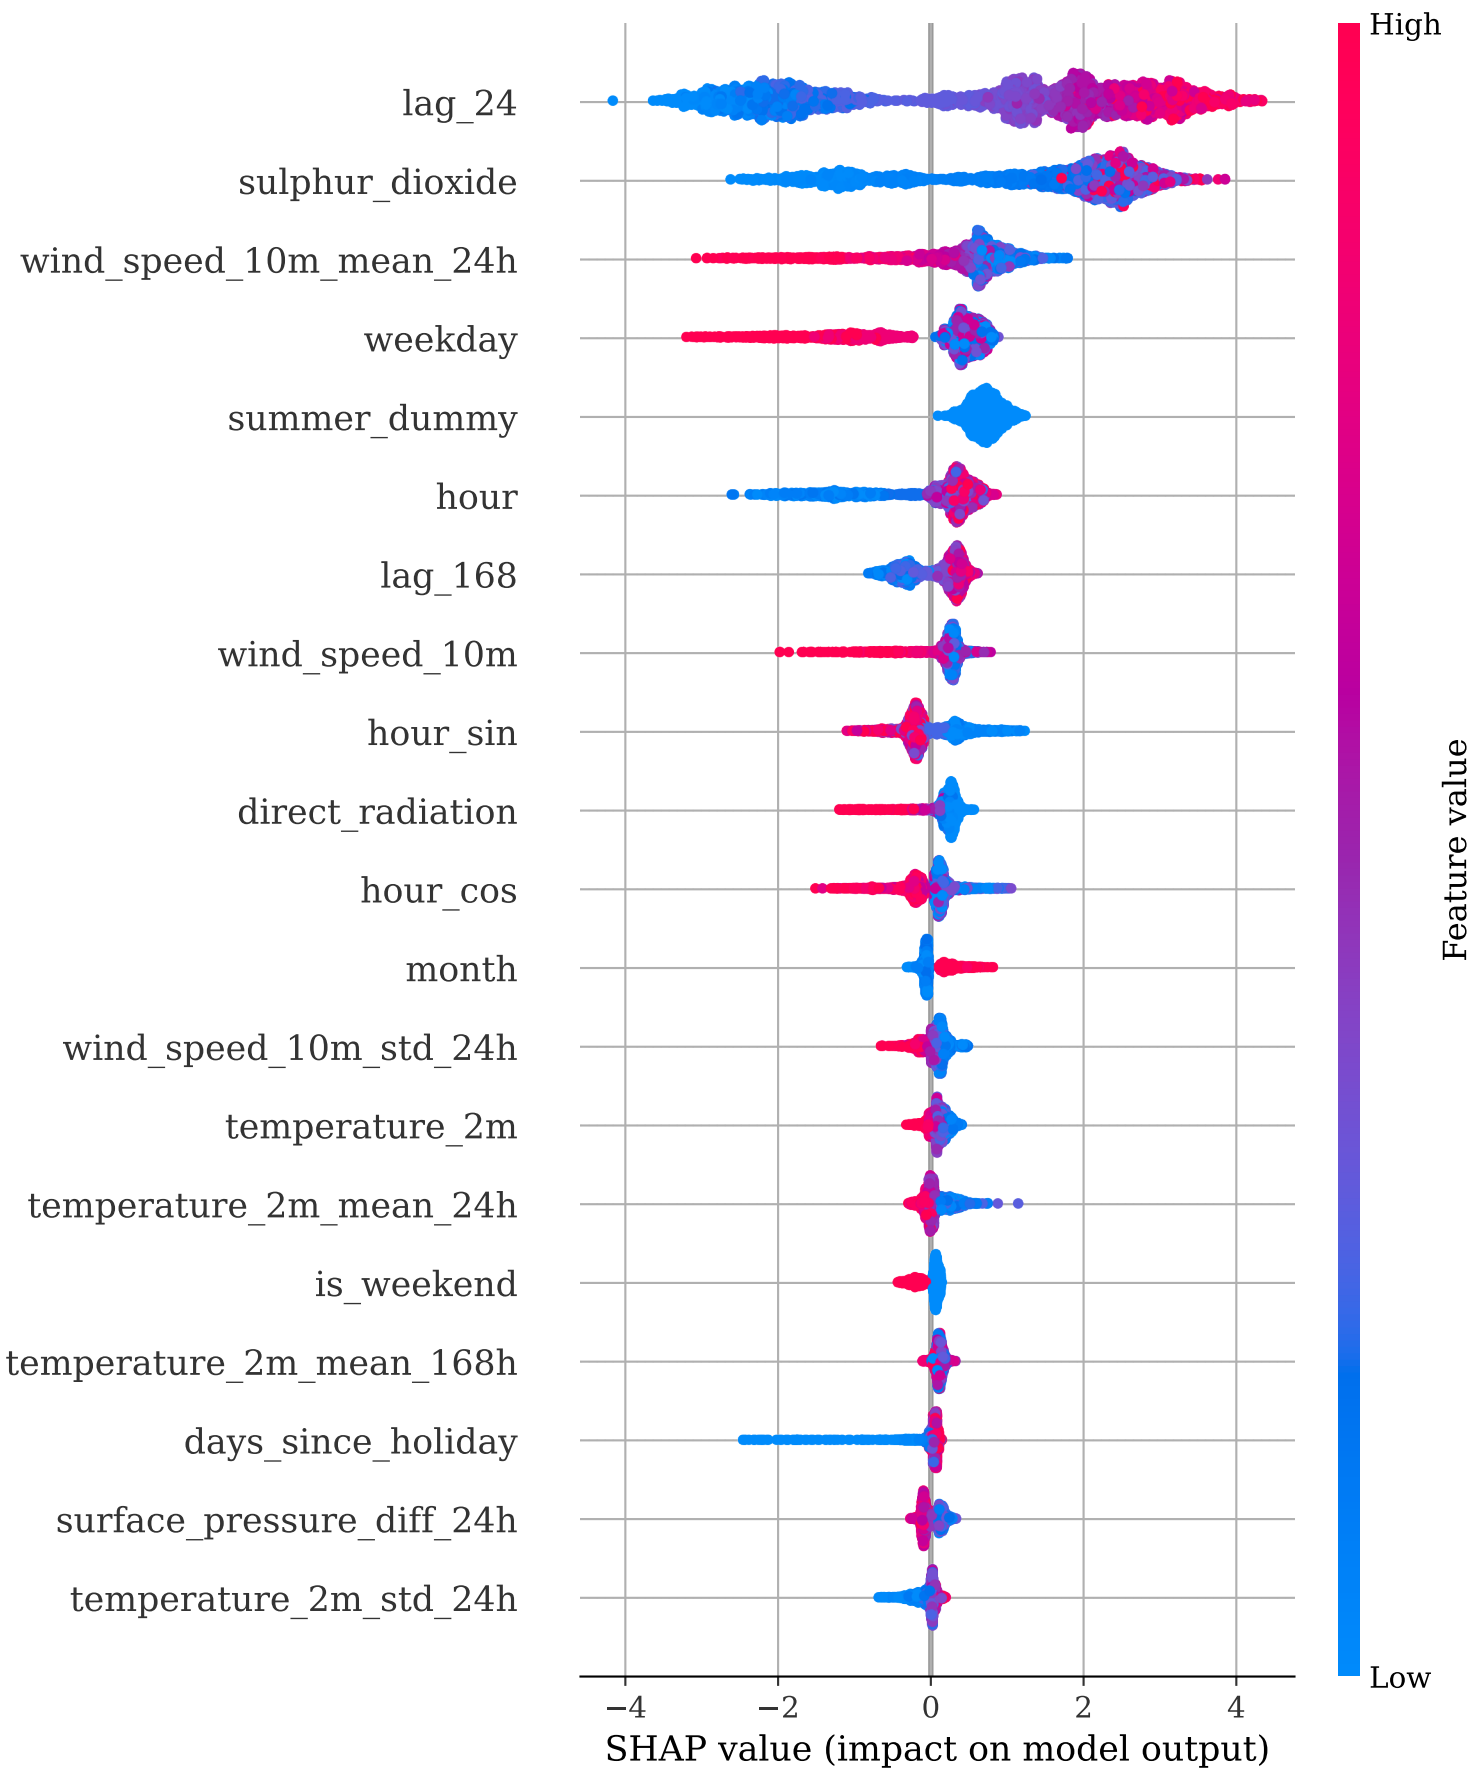 High
lag_24
sulphur_dioxide
wind_speed_10m_mean_24h
weekday
summer_dummy
hour
lag_168
wind_speed_10m
hour_sin
direct_radiation
hour_cos
month
wind_speed_10m_std_24h
temperature_2m
temperature_2m_mean_24h
is_weekend
temperature_2m_mean_168h
days_since_holiday
surface_pressure_diff_24h
temperature_2m_std_24h
Feature value
Low
−4 −2 0 2 4
SHAP value (impact on model output)